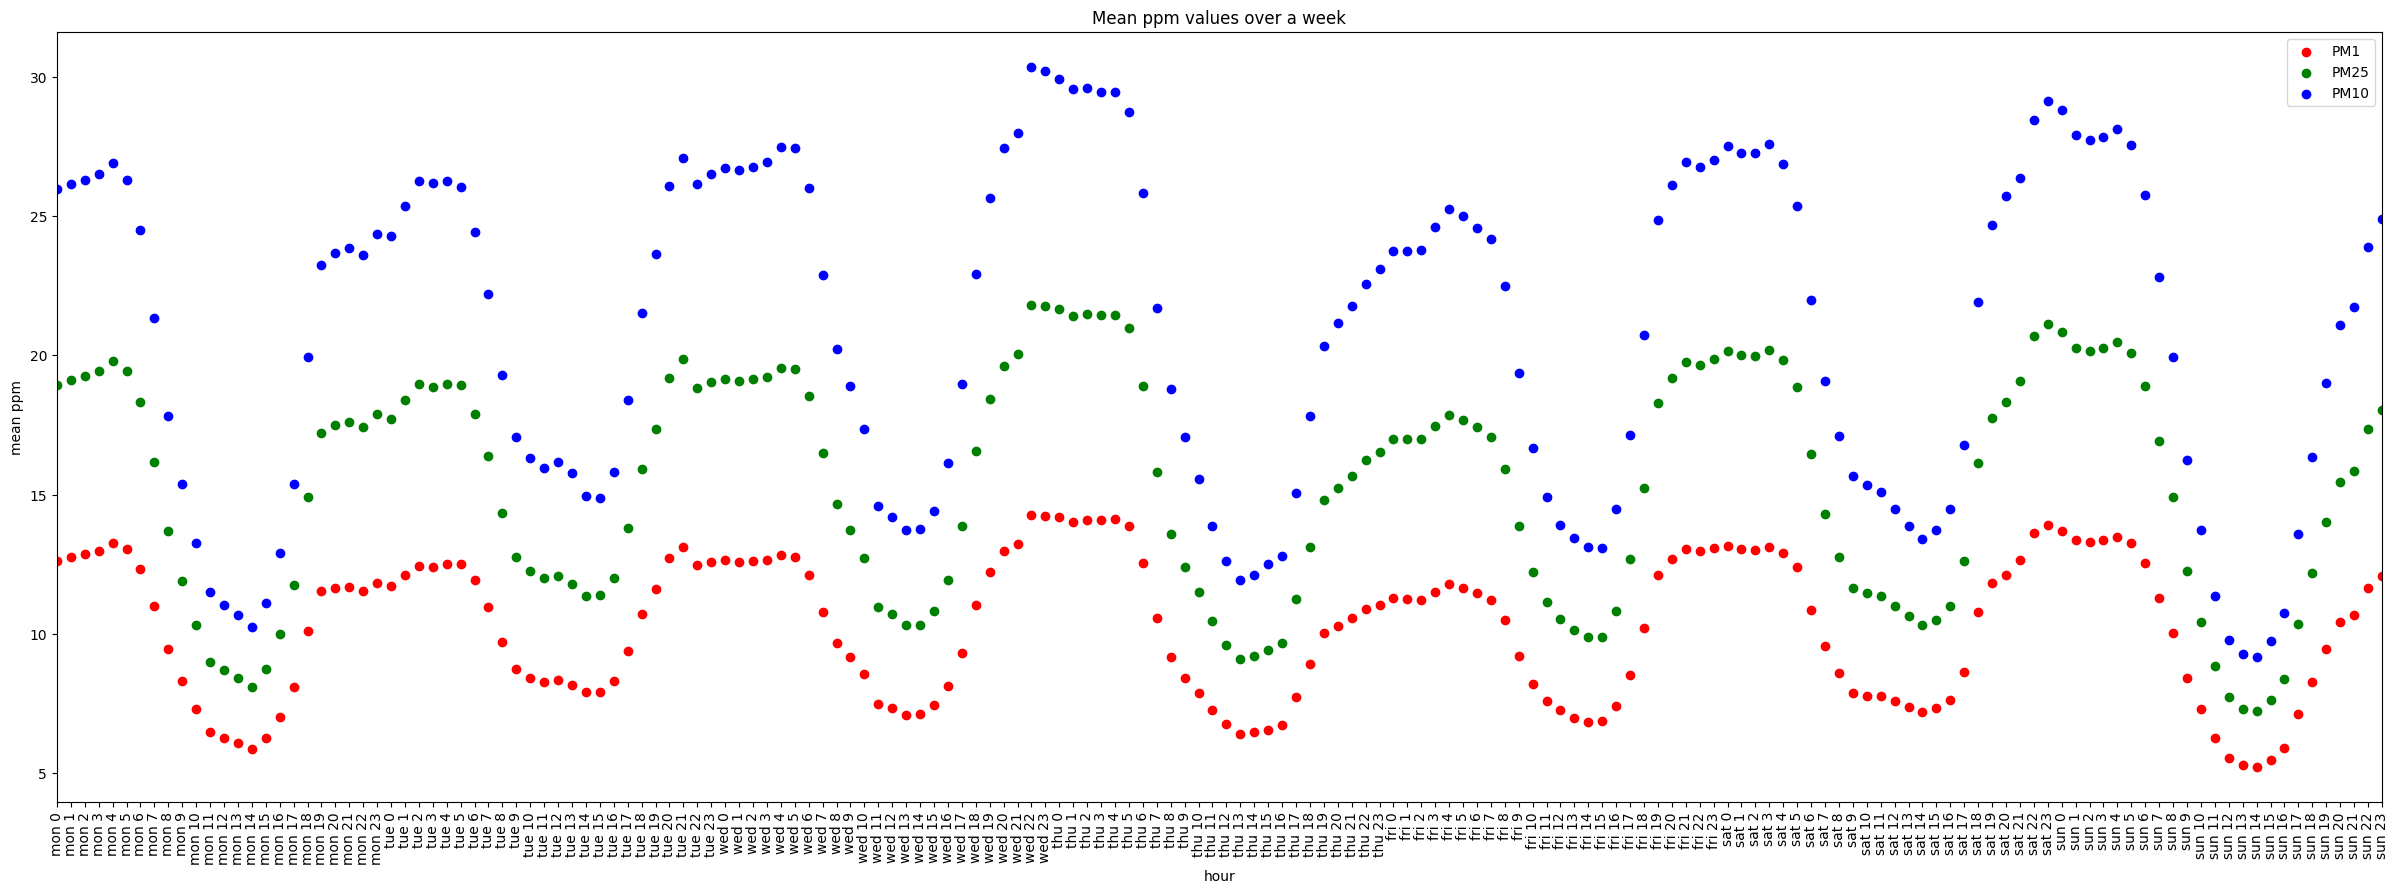 Mean ppm values over a week
PM1
PM25
PM10
mean ppm
30
25
20
15
10
5
mon 0
mon 1
mon 2
mon 3
mon 4
mon 5
mon 6
mon 7
mon 8
mon 9
mon 10
mon 11
mon 12
mon 13
mon 14
mon 15
mon 16
mon 17
mon 18
mon 19
mon 20
mon 21
mon 22
mon 23
tue 0
tue 1
tue 2
tue 3
tue 4
tue 5
tue 6
tue 7
tue 8
tue 9
tue 10
tue 11
tue 12
tue 13
tue 14
tue 15
tue 16
tue 17
tue 18
tue 19
tue 20
tue 21
tue 22
tue 23
wed 0
wed 1
wed 2
wed 3
wed 4
wed 5
wed 6
wed 7
wed 8
wed 9
wed 10
wed 11
wed 12
wed 13
wed 14
wed 15
wed 16
wed 17
wed 18
wed 19
wed 20
wed 21
wed 22
wed 23
thu 0
thu 1
thu 2
thu 3
thu 4
thu 5
thu 6
thu 7
thu 8
thu 9
thu 10
thu 11
thu 12
thu 13
thu 14
thu 15
thu 16
thu 17
thu 18
thu 19
thu 20
thu 21
thu 22
thu 23
fri 0
fri 1
fri 2
fri 3
fri 4
fri 5
fri 6
fri 7
fri 8
fri 9
fri 10
fri 11
fri 12
fri 13
fri 14
fri 15
fri 16
fri 17
fri 18
fri 19
fri 20
fri 21
fri 22
fri 23
sat 0
sat 1
sat 2
sat 3
sat 4
sat 5
sat 6
sat 7
sat 8
sat 9
sat 10
sat 11
sat 12
sat 13
sat 14
sat 15
sat 16
sat 17
sat 18
sat 19
sat 20
sat 21
sat 22
sat 23
sun 0
sun 1
sun 2
sun 3
sun 4
sun 5
sun 6
sun 7
sun 8
sun 9
sun 10
sun 11
sun 12
sun 13
sun 14
sun 15
sun 16
sun 17
sun 18
sun 19
sun 20
sun 21
sun 22
sun 23
hour